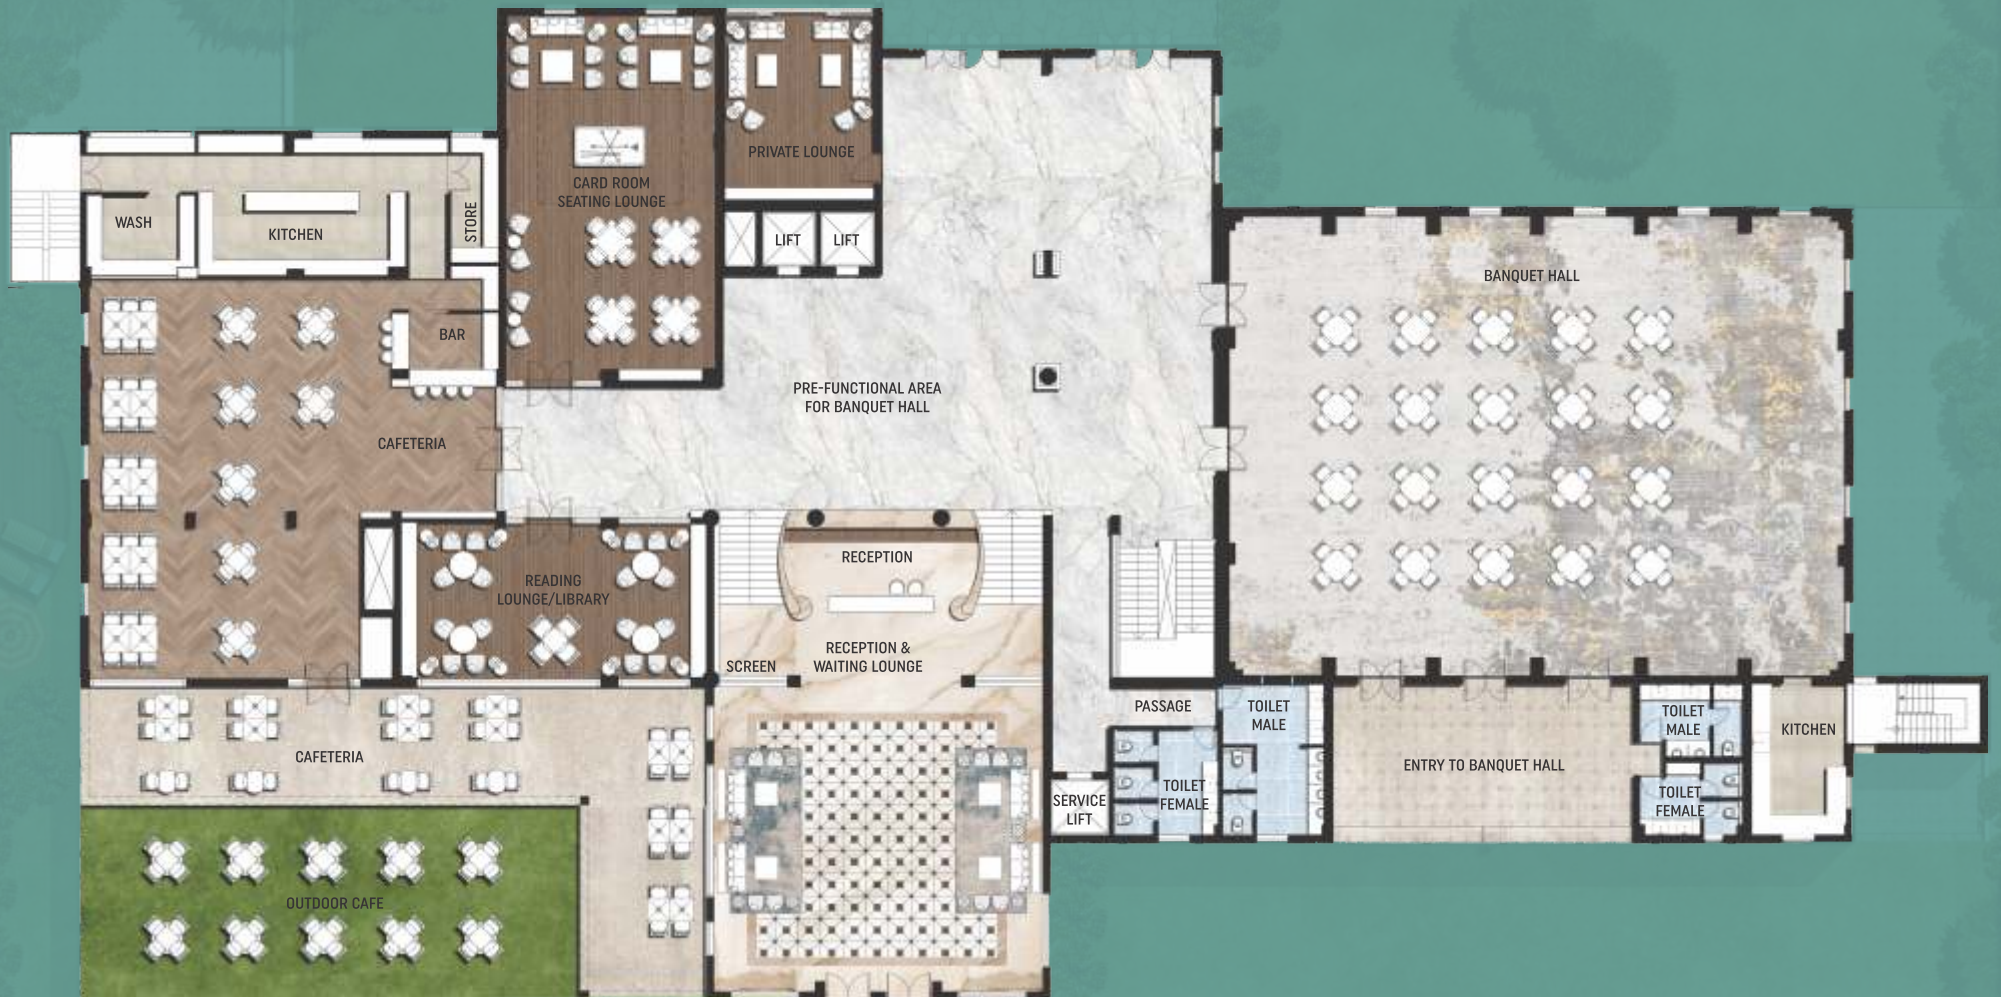 PRIVATE LOUNGE
CARD ROOM
SEATING LOUNGE
WASH
KITCHEN
STORE
LIFT
LIFT
BANQUET HALL
BAR
PRE-FUNCTIONAL AREA
FOR BANQUET HALL
CAFETERIA
RECEPTION
READING
LOUNGE/LIBRARY
RECEPTION &
WAITING LOUNGE
SCREEN
PASSAGE
TOILET
MALE
TOILET
MALE
KITCHEN
CAFETERIA
ENTRY TO BANQUET HALL
SERVICE
LIFT
TOILET
FEMALE
TOILET
FEMALE
OUTDOOR CAFE